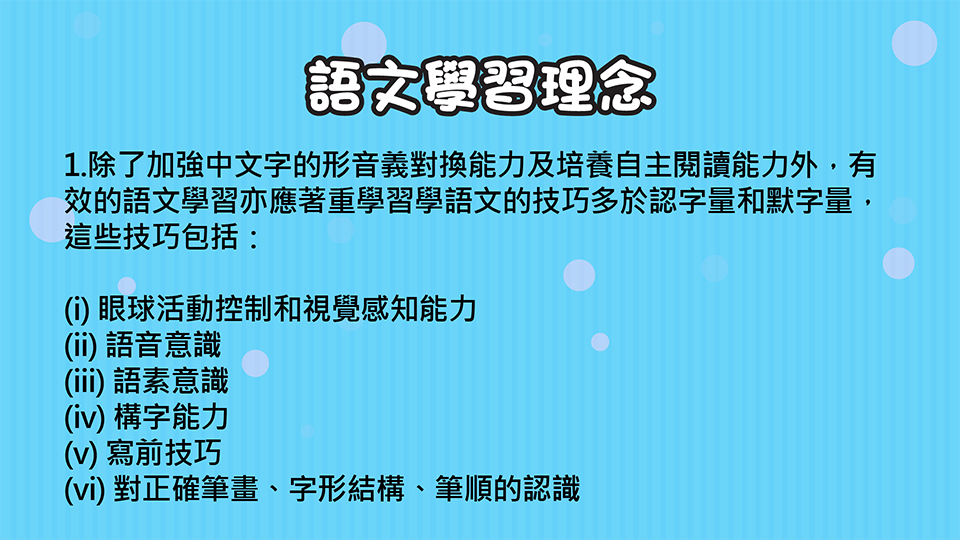 語文學習理念
1.除了加強中文字的形音義對換能力及培養自主閱讀能力外，有
效的語文學習亦應著重學習學語文的技巧多於認字量和默字量，
這些技巧包括：
(i) 眼球活動控制和視覺感知能力
(ii) 語音意識
(iii) 語素意識
(iv) 構字能力
(v) 寫前技巧
(vi) 對正確筆畫、字形結構、筆順的認識